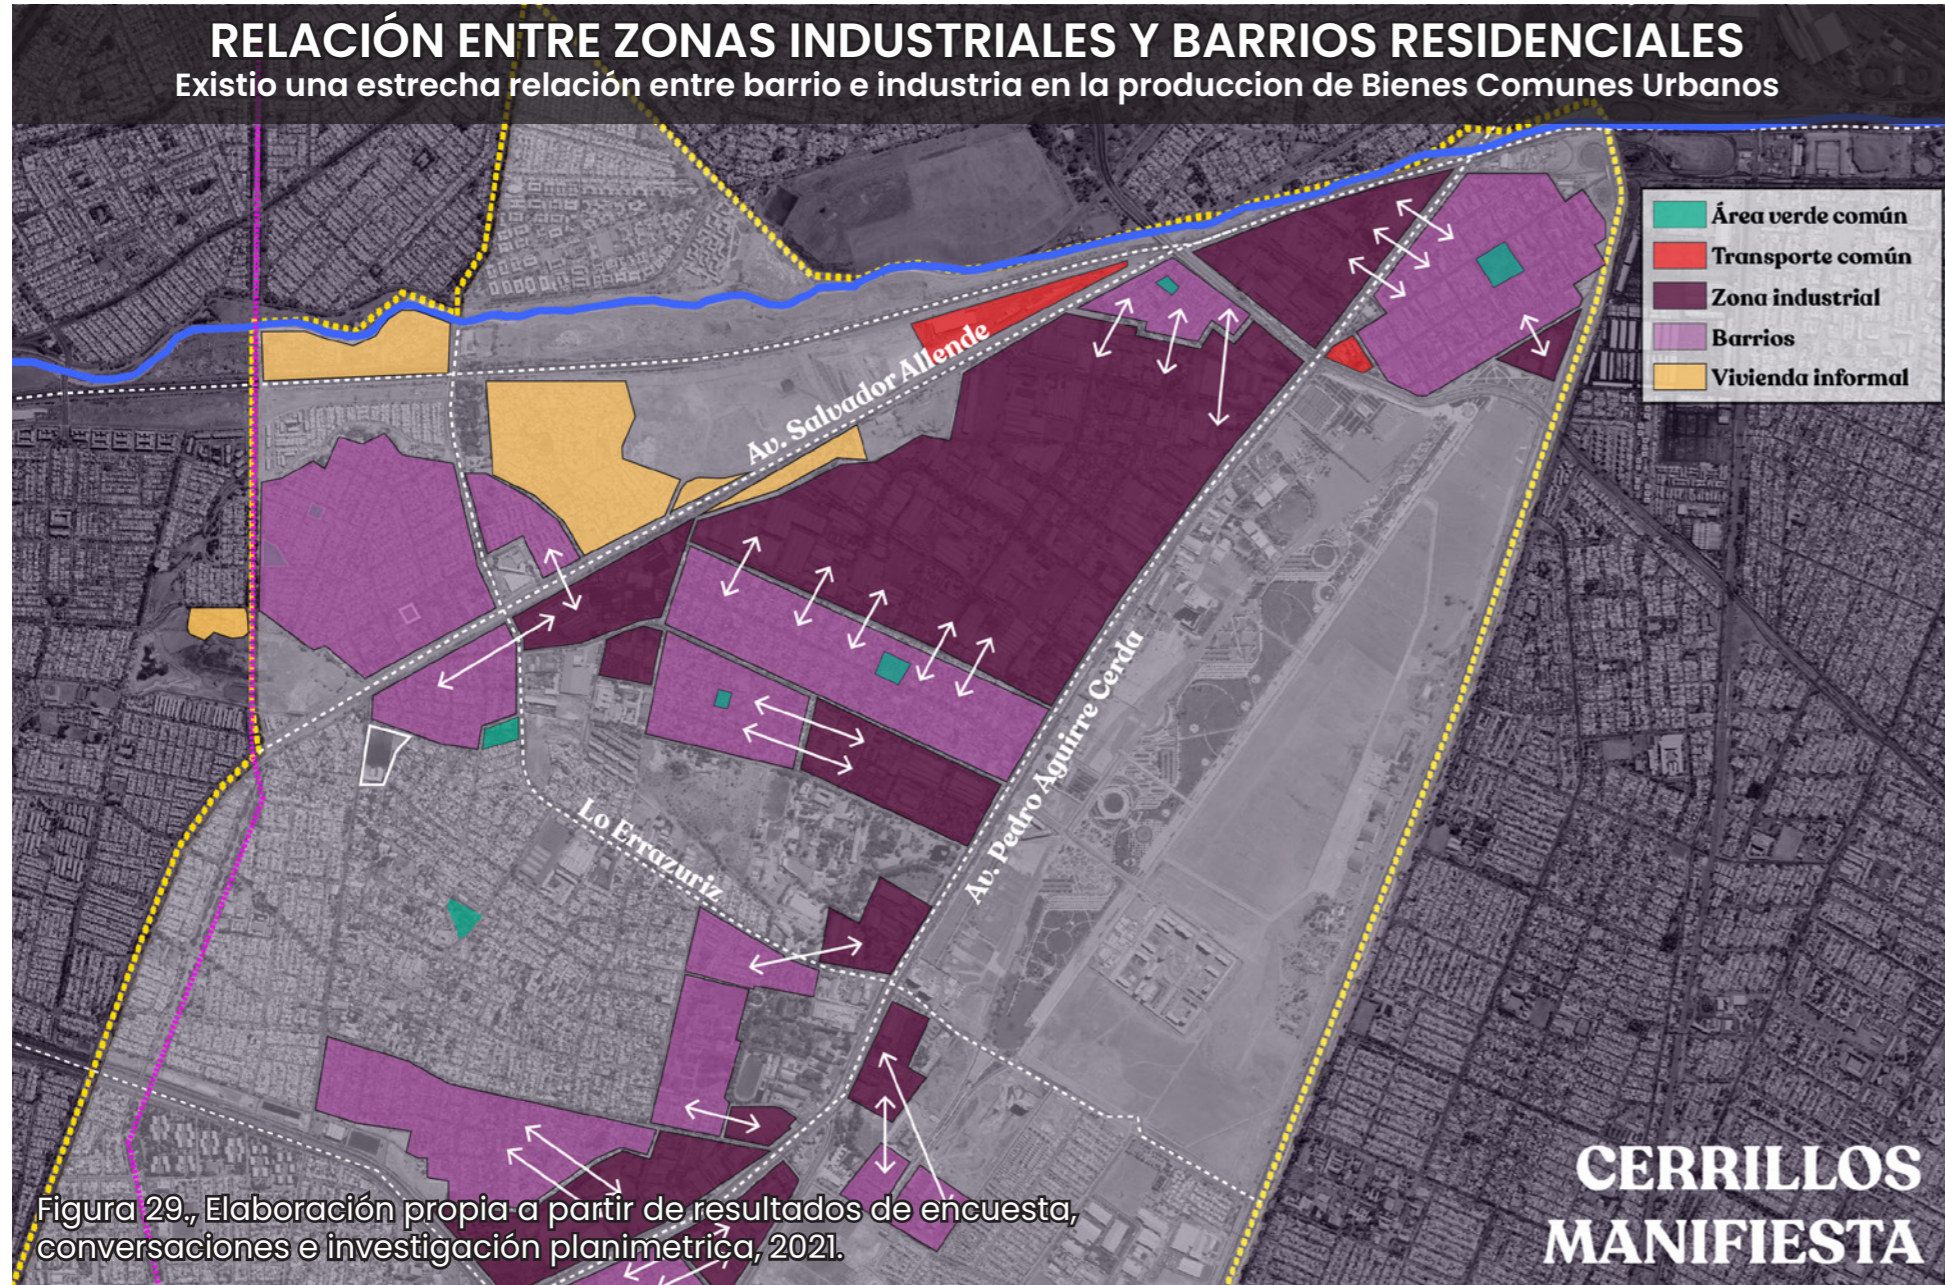 RELACIÓN ENTRE ZONAS INDUSTRIALES Y BARRIOS RESIDENCIALES
Existio una estrecha relación entre barrio e industria en la produccion de Bienes Comunes Urbanos
Área verde común
Transporte común
Zona industrial
Barrios
Vivienda informal
Av. Salvador Allende
Av. Pedro Aguirre Cerda
Lo Errazuriz
CERRILLOS
MANIFIESTA
Figura 29., Elaboración propia a partir de resultados de encuesta,
conversaciones e investigación planimetrica, 2021.